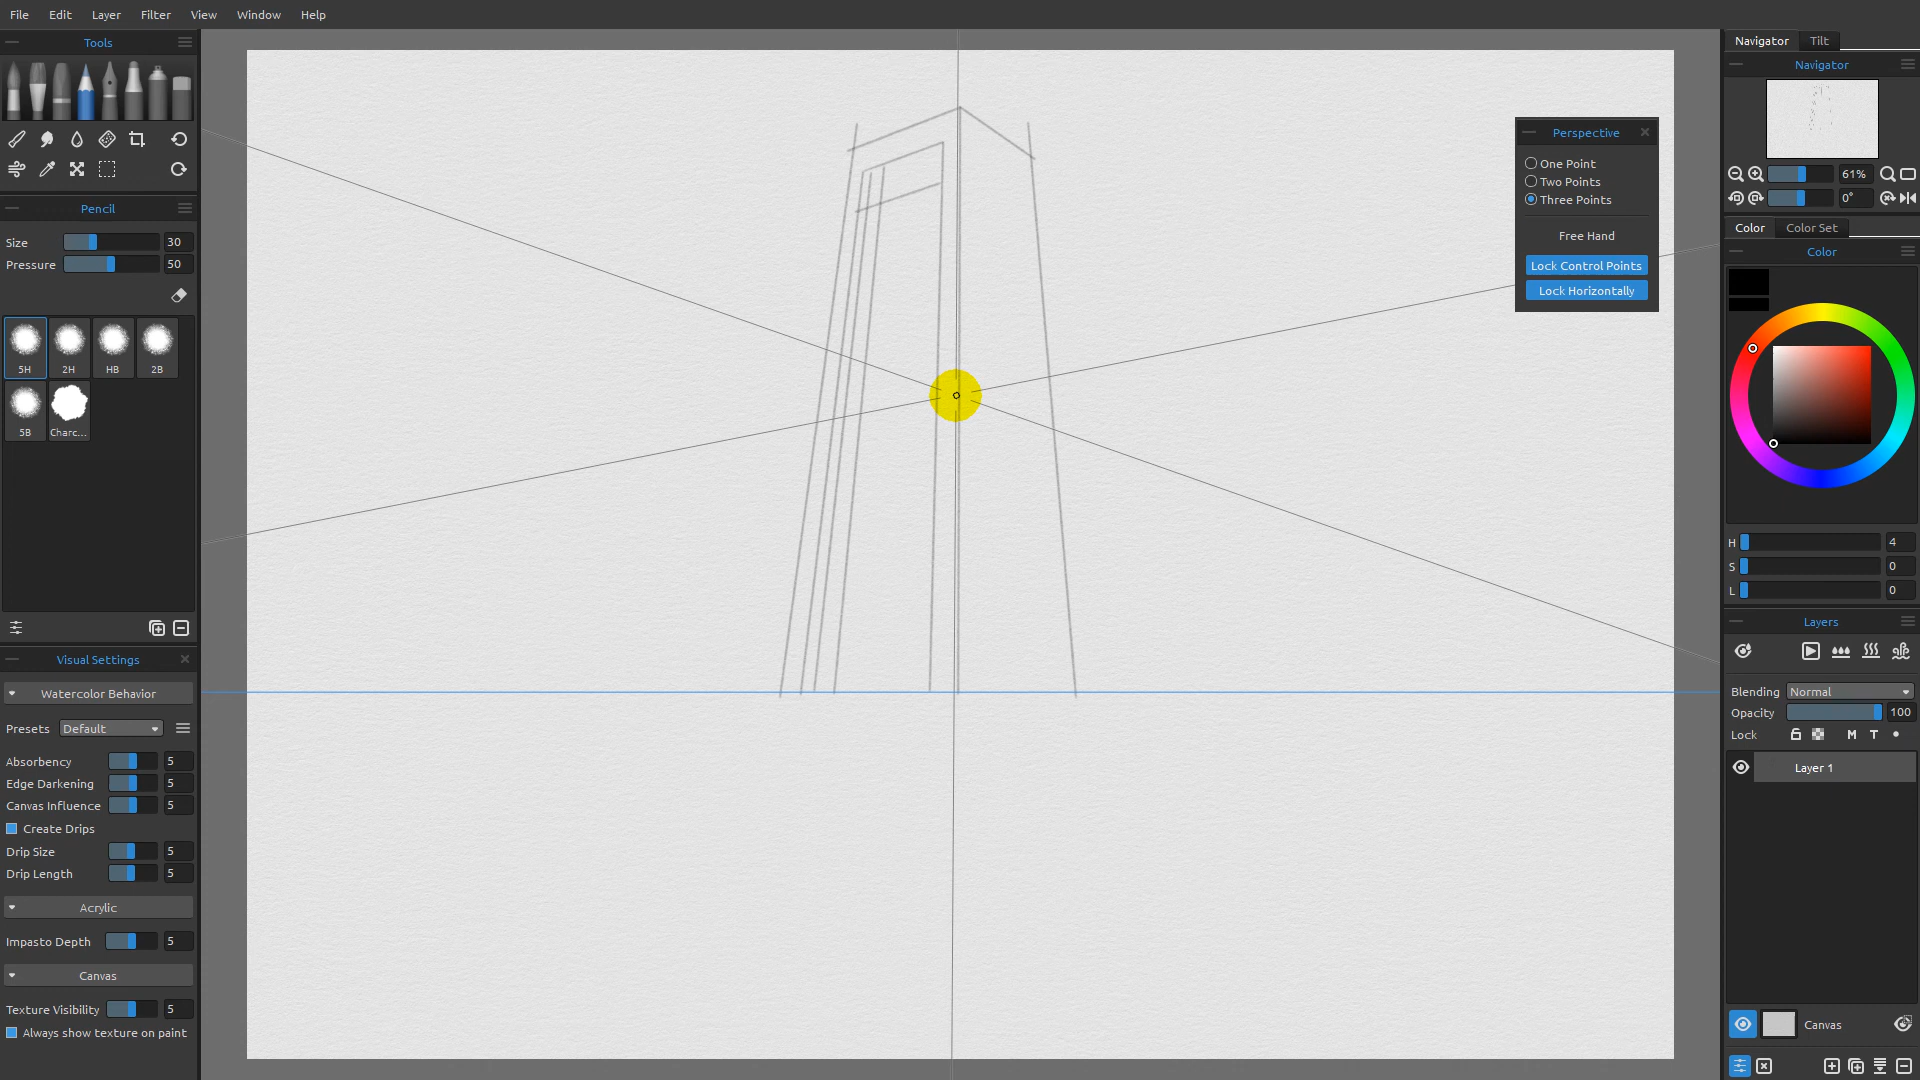 File Edit Layer Filter View Window Help
Tools
Pencil
Size 30
Pressure 50
5H 2H HB 2B
5B Charc...
Visual Settings
Watercolor Behavior
Presets Default
Absorbency 5
Edge Darkening 5
Canvas Influence 5
Create Drips
Drip Size 5
Drip Length 5
Acrylic
Impasto Depth 5
Canvas
Texture Visibility 5
Always show texture on paint
Perspective
One Point
Two Points
Three Points
Free Hand
Lock Control Points
Lock Horizontally
Navigator Tilt
Navigator
61%
0°
Color Color Set
Color
H 4
S 0
L 0
Layers
Blending Normal
Opacity 100
Lock M T
Layer 1
Canvas